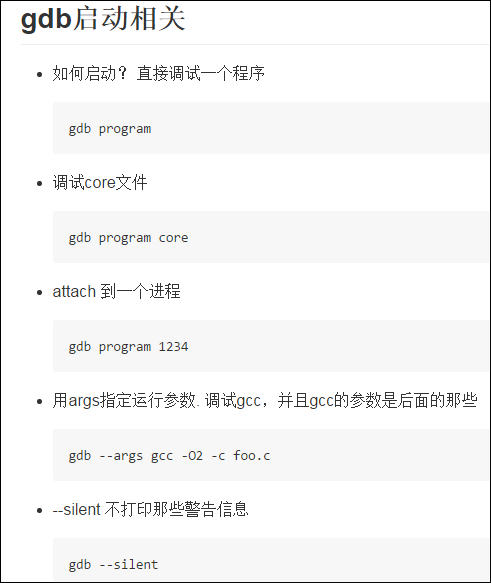 gdb启动相关
如何启动？ 直接调试一个程序
gdb program
调试core文件
gdb program core
attach 到一个进程
gdb program 1234
用args指定运行参数. 调试gcc，并且gcc的参数是后面的那些
gdb --args gcc -O2 -c foo.c
--silent 不打印那些警告信息
gdb --silent